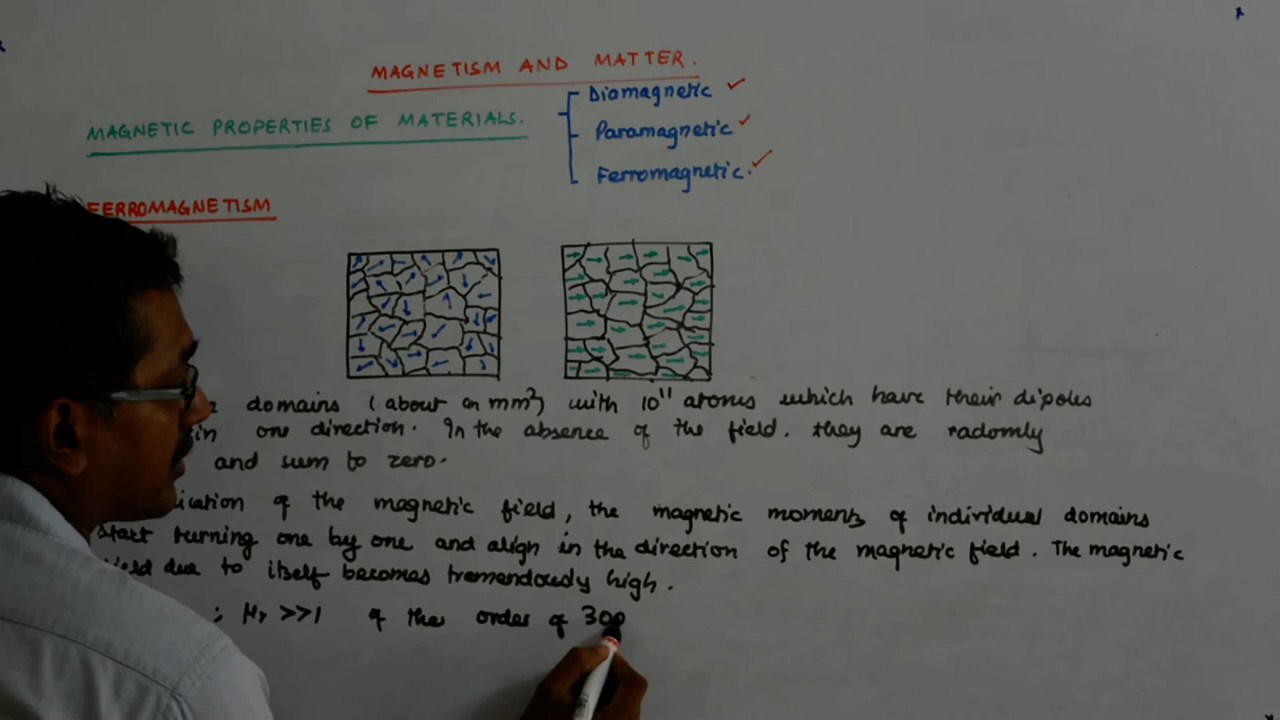 MAGNETISM AND MATTER.
MAGNETIC PROPERTIES OF MATERIALS.
Diamagnetic
Paramagnetic
Ferromagnetic.
FERROMAGNETISM
domains (about on mm²) with 10¹¹ atoms which have their dipoles
in one direction. In the absence of the field. they are radomly
and sum to zero.
of the magnetic field, the magnetic moments of individual domains
start turning one by one and align in the direction of the magnetic field. The magnetic
due to itself becomes tremendously high.
; μr >>1 of the order of 300